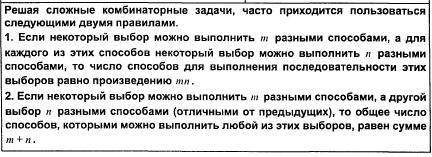 Решая сложные комбинаторные задачи, часто приходится пользоваться
следующими двумя правилами.
1. Если некоторый выбор можно выполнить m разными способами, а для
каждого из этих способов некоторый выбор можно выполнить n разными
способами, то число способов для выполнения последовательности этих
выборов равно произведению mn.
2. Если некоторый выбор можно выполнить m разными способами, а другой
выбор n разными способами (отличными от предыдущих), то общее число
способов, которыми можно выполнить любой из этих выборов, равен сумме
m + n.